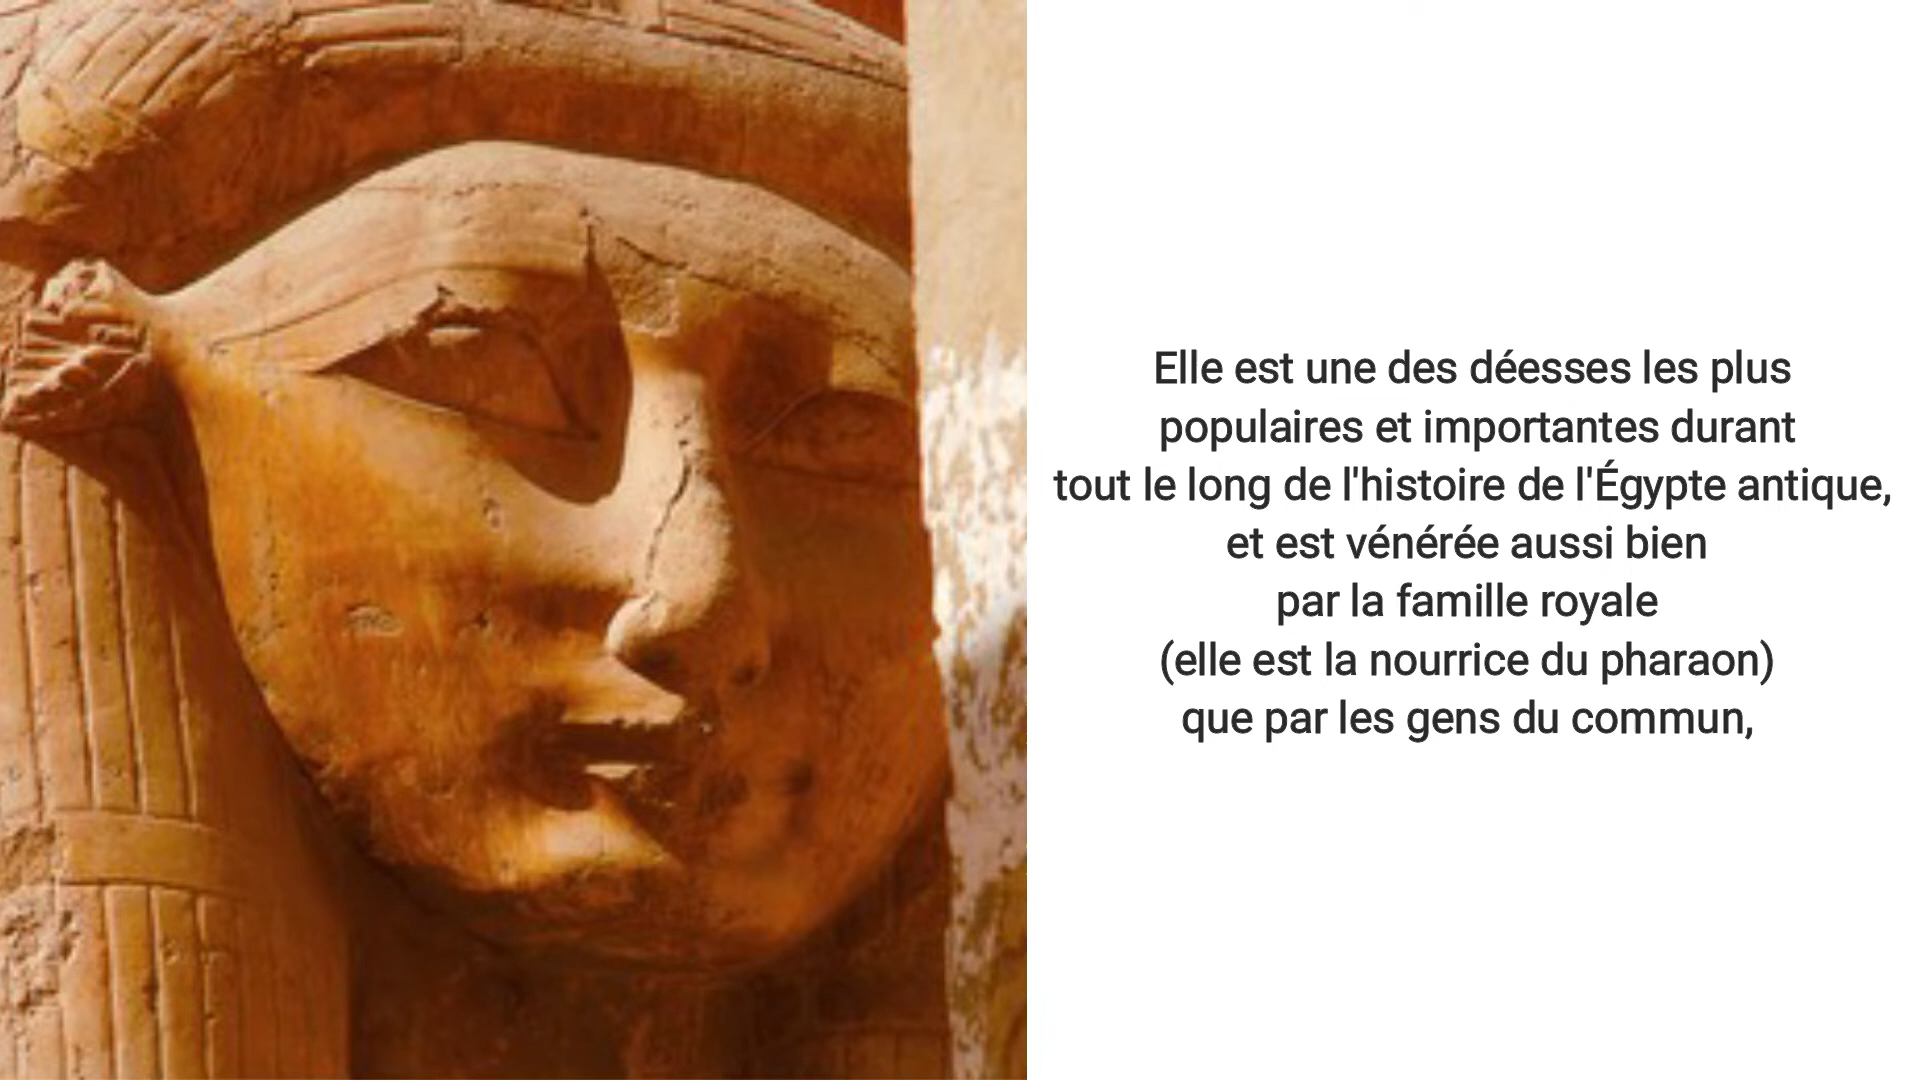 Elle est une des déesses les plus
populaires et importantes durant
tout le long de l'histoire de l'Égypte antique,
et est vénérée aussi bien
par la famille royale
(elle est la nourrice du pharaon)
que par les gens du commun,